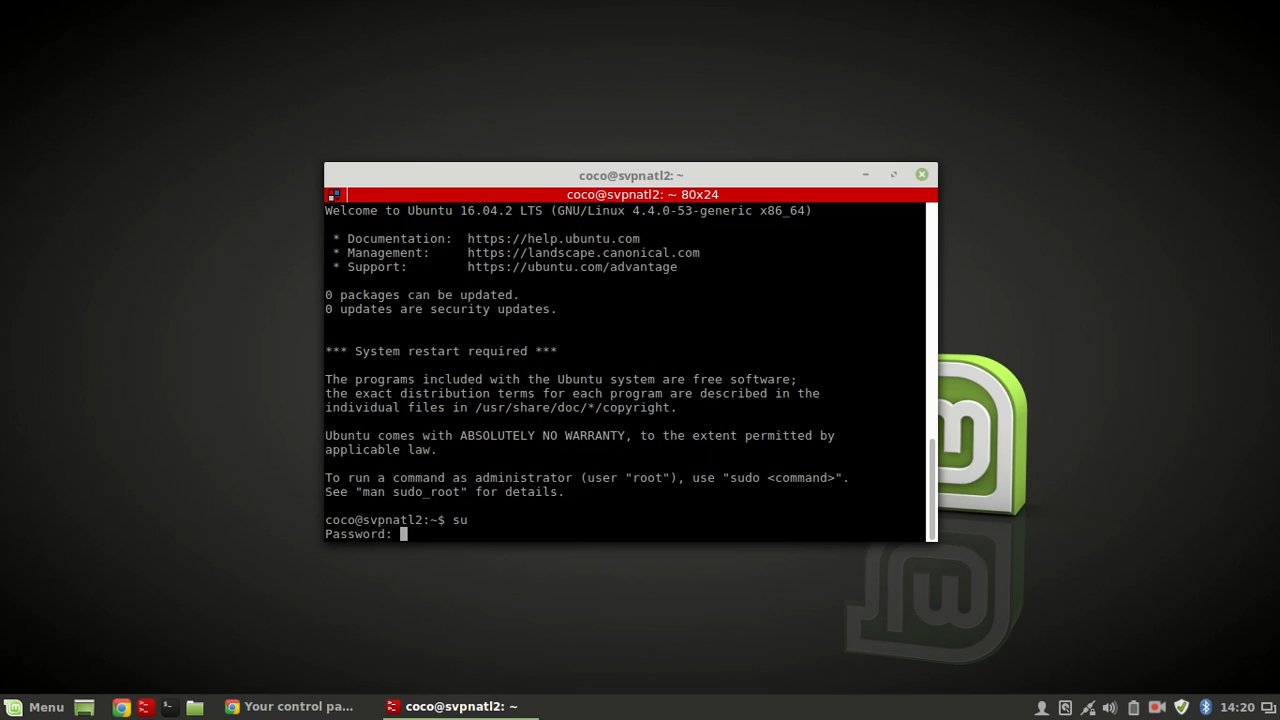 coco@svpnatl2: ~
coco@svpnatl2: ~ 80x24
Welcome to Ubuntu 16.04.2 LTS (GNU/Linux 4.4.0-53-generic x86_64)
* Documentation:  https://help.ubuntu.com
* Management:     https://landscape.canonical.com
* Support:        https://ubuntu.com/advantage
0 packages can be updated.
0 updates are security updates.
*** System restart required ***
The programs included with the Ubuntu system are free software;
the exact distribution terms for each program are described in the
individual files in /usr/share/doc/*/copyright.
Ubuntu comes with ABSOLUTELY NO WARRANTY, to the extent permitted by
applicable law.
To run a command as administrator (user "root"), use "sudo <command>".
See "man sudo_root" for details.
coco@svpnatl2:~$ su
Password:
Menu
Your control pa...
coco@svpnatl2: ~
14:20